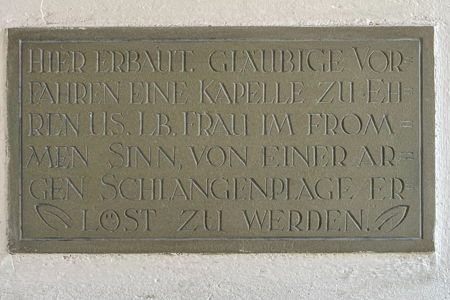 HIER ERBAUT. GLÄUBIGE VOR=
FAHREN EINE KAPELLE ZU EH=
REN US. LB. FRAU IM FROM=
MEN SINN, VON EINER AR=
GEN SCHLANGENPLAGE ER
LÖST ZU WERDEN.